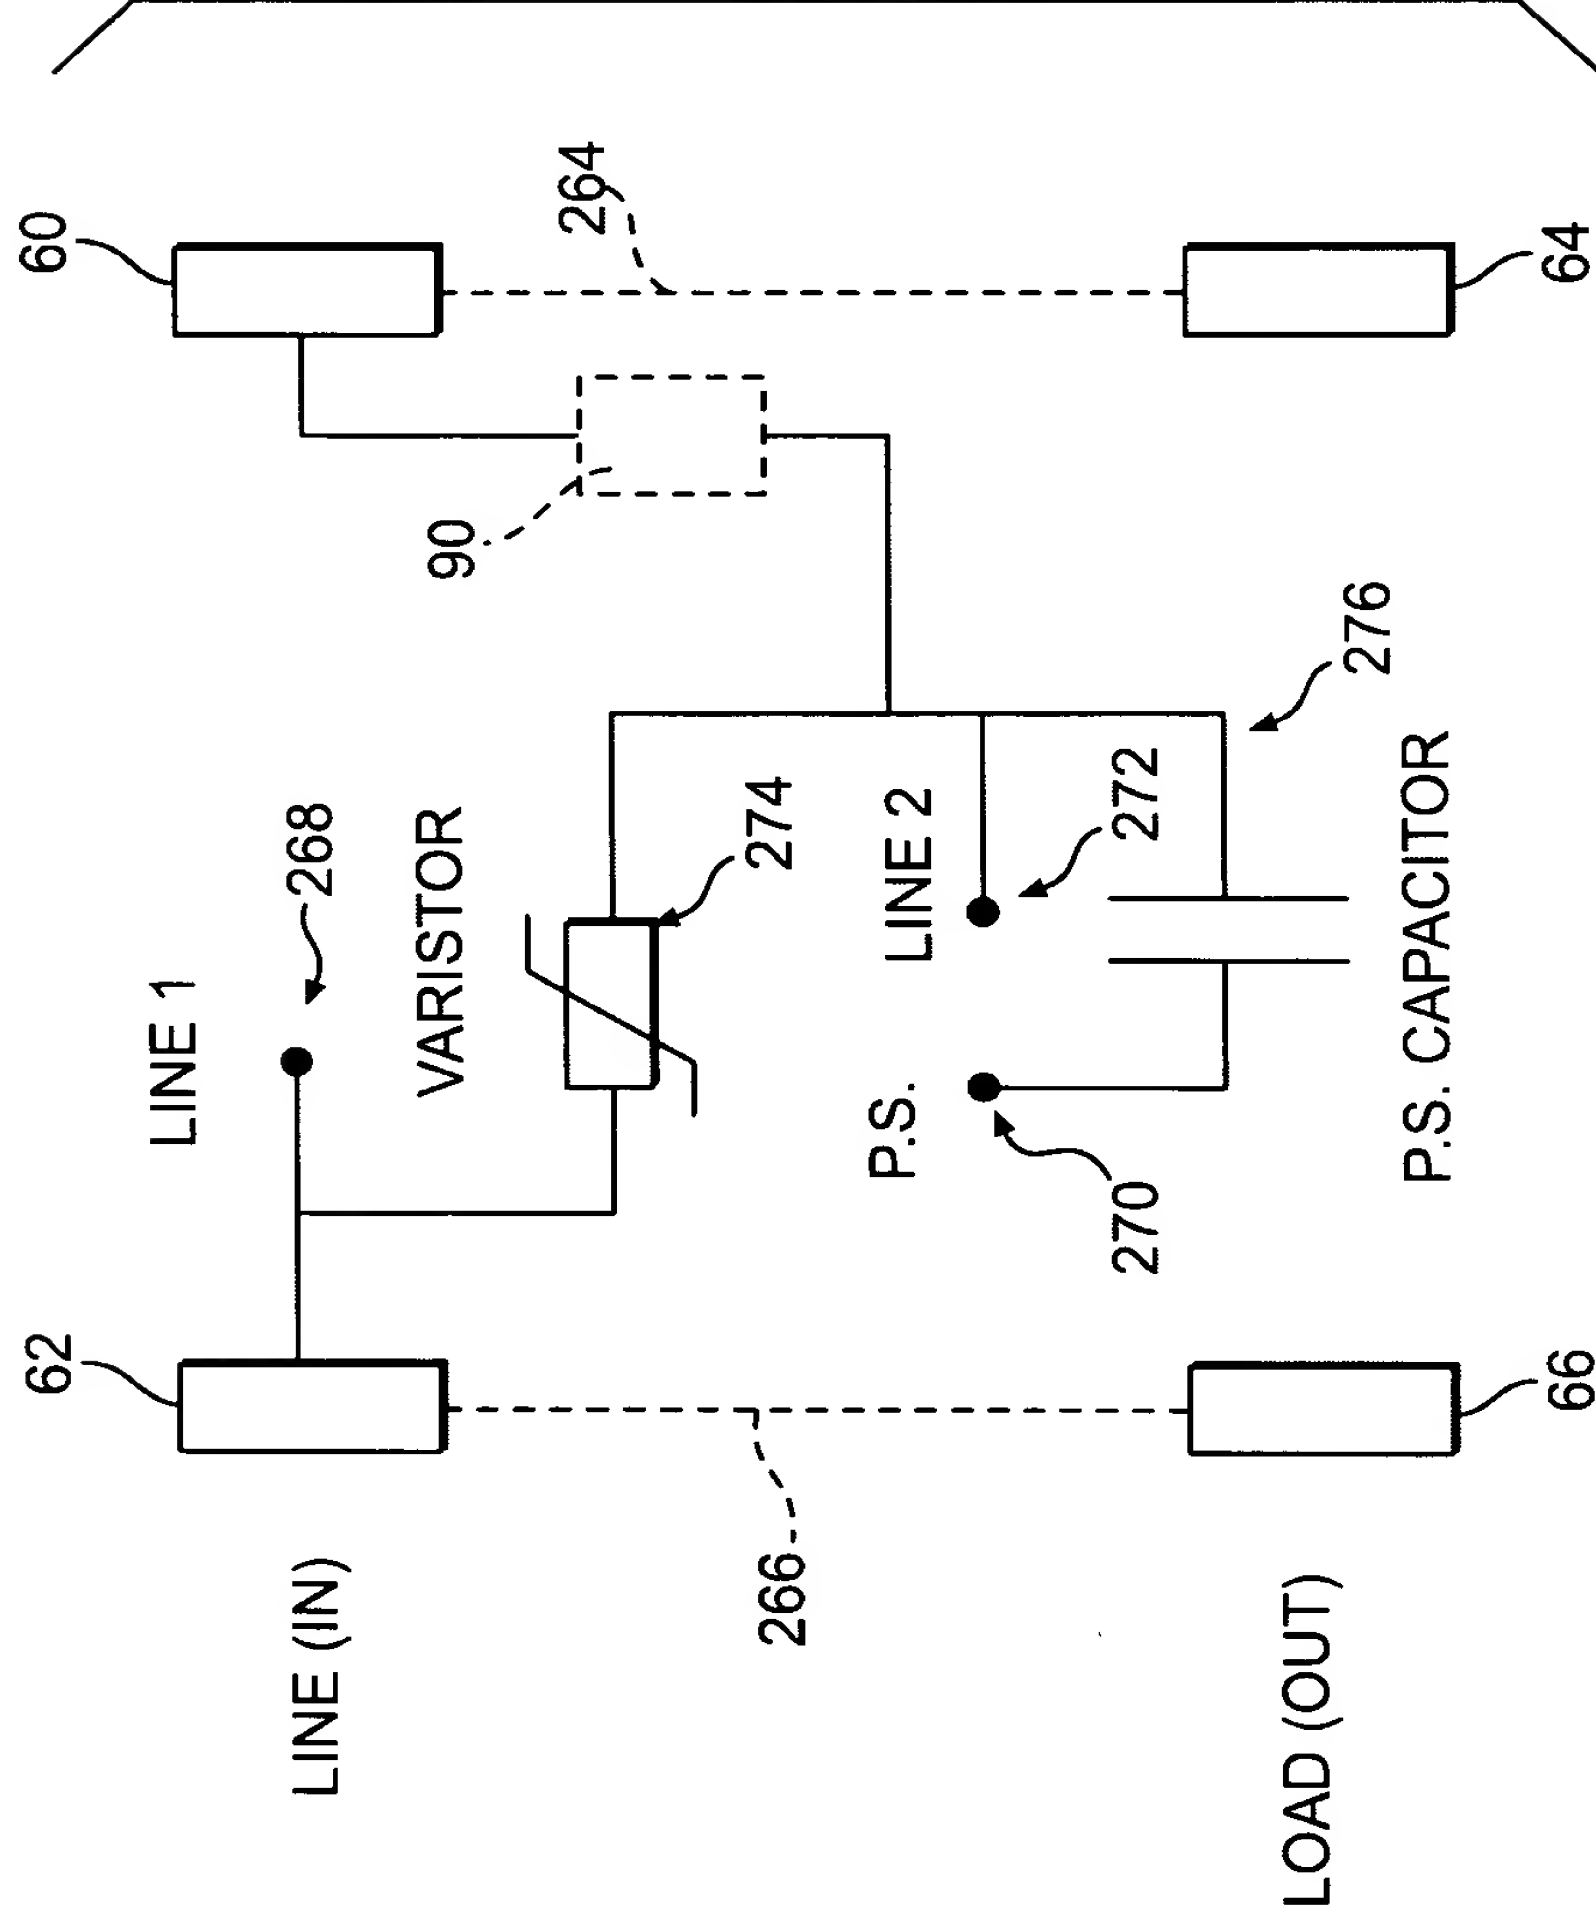 60
264
64
90
276
LINE 1
268
VARISTOR
274
LINE 2
272
P.S.
270
P.S. CAPACITOR
62
266
66
LINE (IN)
LOAD (OUT)